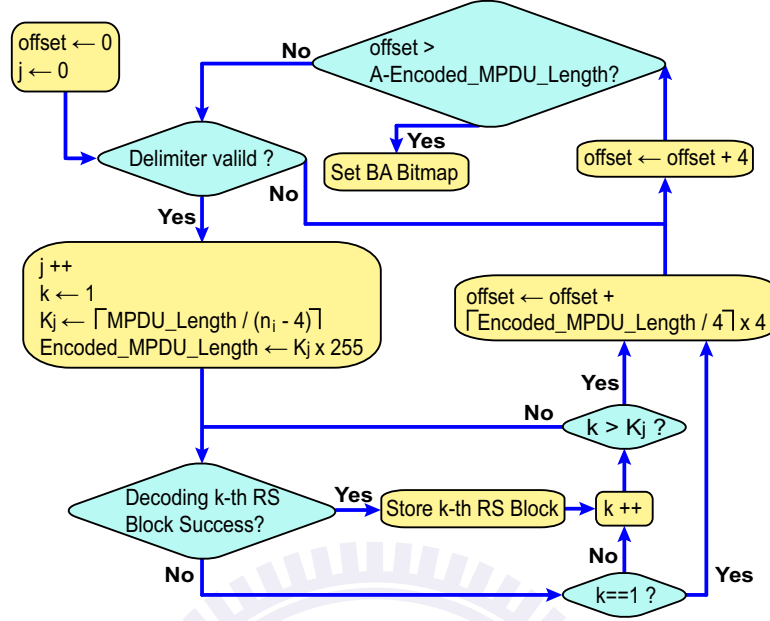 offset ← 0
j ← 0
offset >
A-Encoded_MPDU_Length?
No
Yes
Set BA Bitmap
offset ← offset + 4
Delimiter valild ?
No
Yes
j ++
k ← 1
Kj ← ⌈MPDU_Length / (ni - 4)⌉
Encoded_MPDU_Length ← Kj x 255
offset ← offset +
⌈Encoded_MPDU_Length / 4⌉ x 4
Yes
No
k > Kj ?
Decoding k-th RS
Block Success?
Yes
Store k-th RS Block
k ++
No
No
k==1 ?
Yes